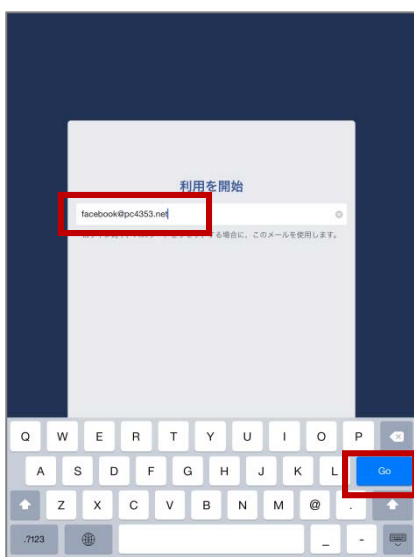 利用を開始
facebook@pc4353.net
する場合に、このメールを使用します。
Q W E R T Y U I O P
A S D F G H J K L Go
Z X C V B N M @ .
.?123 _ -